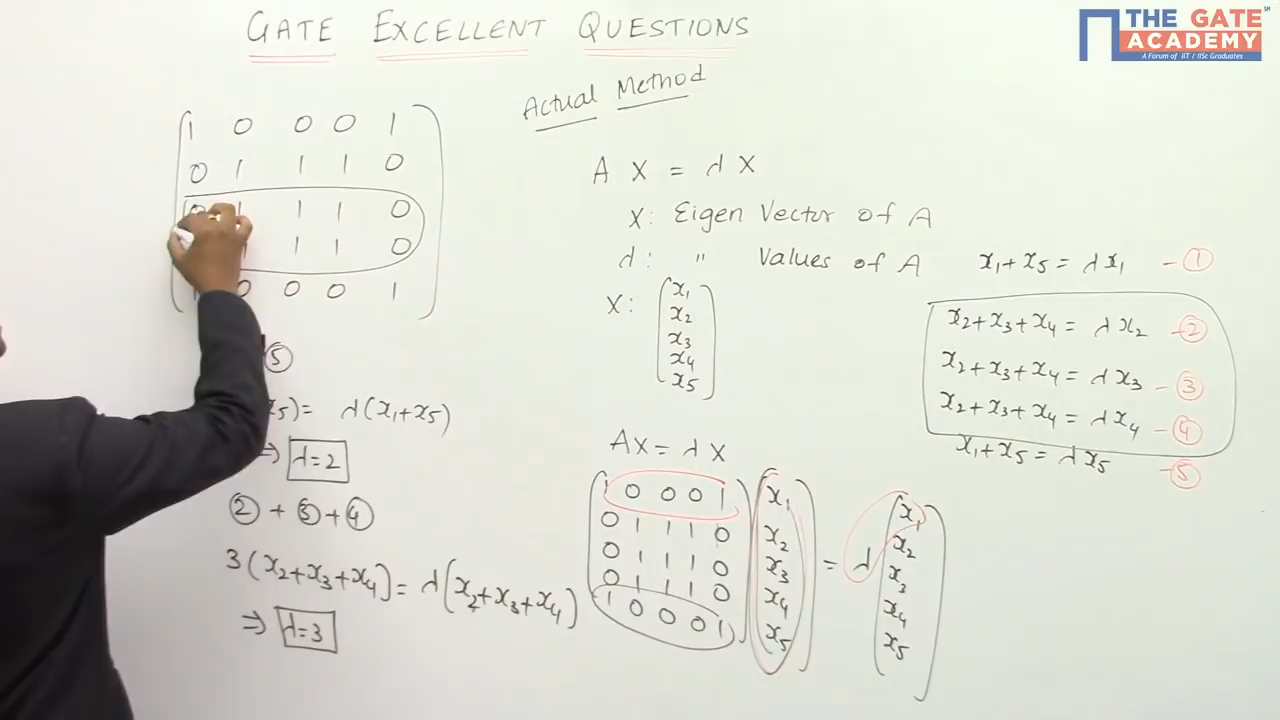 GATE EXCELLENT QUESTIONS
THE GATE ACADEMY
A Forum of IIT / IISc Graduates
Actual Method
1 0 0 0 1
0 1 1 1 0
0 1 1 1 0
1 1 0
0 0 0 1
⑤
x5) = λ(x1+x5)
⇒ λ=2
② + ③ + ④
3(x2+x3+x4) = λ(x2+x3+x4)
⇒ λ=3
A X = λ X
X: Eigen Vector of A
λ: " Values of A
X: x1
x2
x3
x4
x5
x1+x5 = λx1 - ①
x2+x3+x4 = λx2 - ②
x2+x3+x4 = λx3 - ③
x2+x3+x4 = λx4 - ④
x1+x5 = λx5 - ⑤
AX = λ X
1 0 0 0 1 x1 x1
0 1 1 1 0 x2 x2
0 1 1 1 0 x3 = λ x3
0 1 1 1 0 x4 x4
1 0 0 0 1 x5 x5